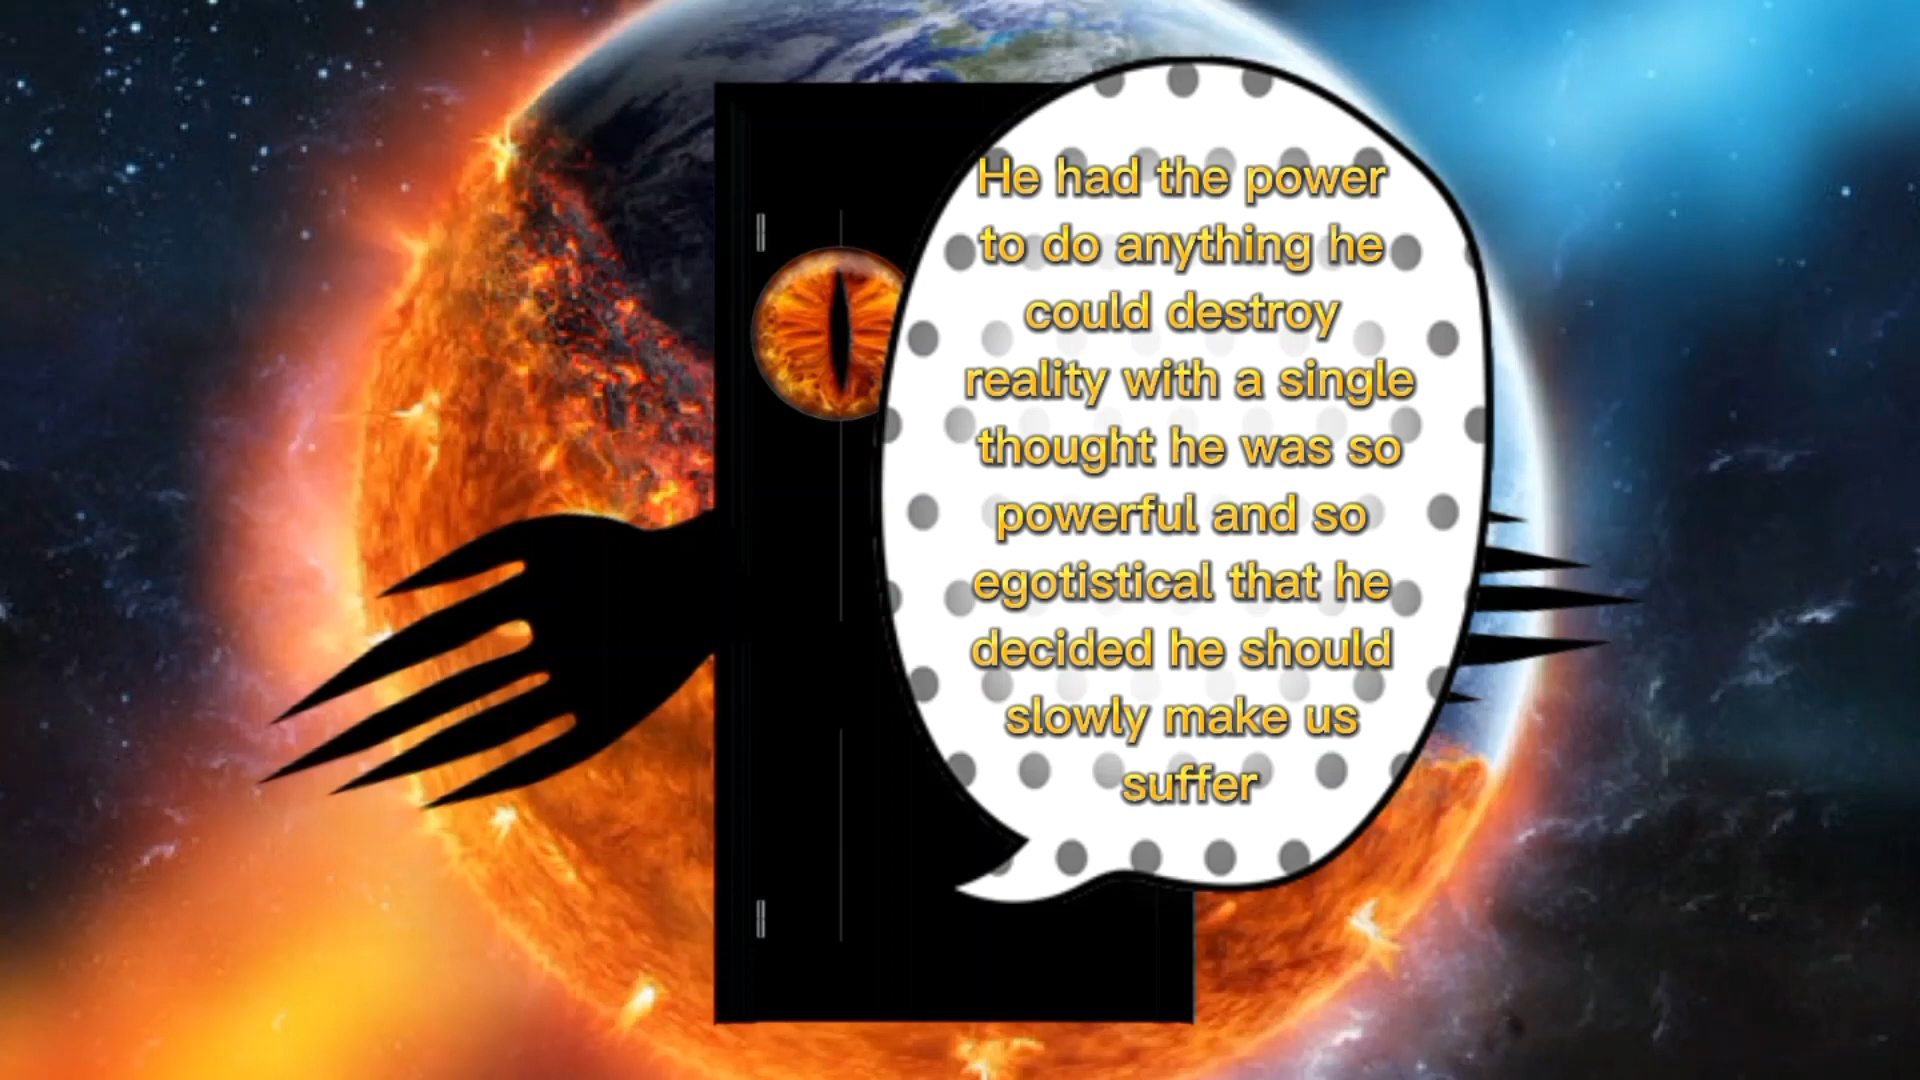 He had the power
to do anything he
could destroy
reality with a single
thought he was so
powerful and so
egotistical that he
decided he should
slowly make us
suffer